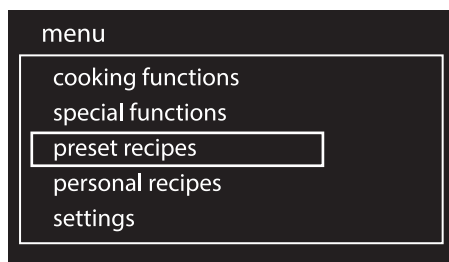 menu
cooking functions
special functions
preset recipes
personal recipes
settings